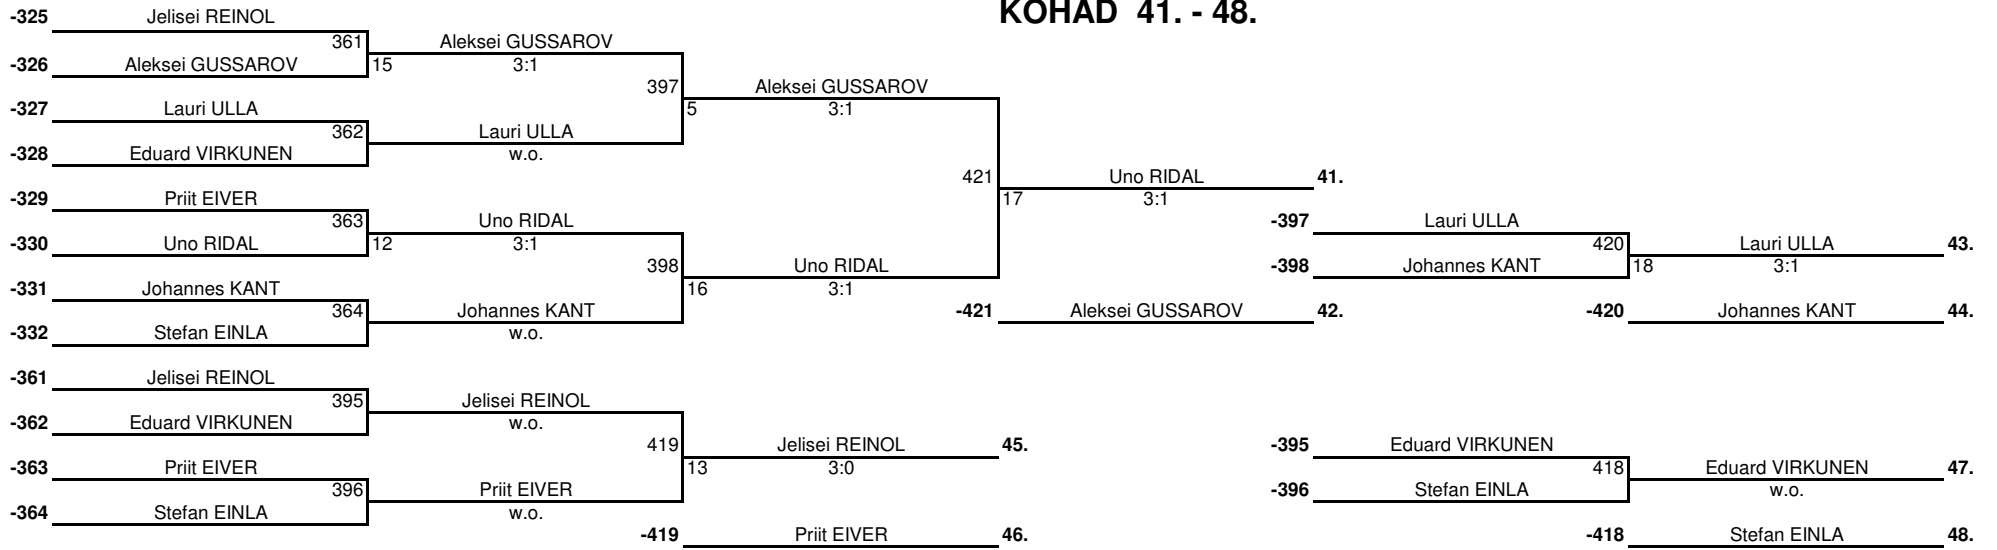 KOHAD 41. - 48.
-325 Jelisei REINOL
361 Aleksei GUSSAROV
-326 Aleksei GUSSAROV 15 3:1
397 Aleksei GUSSAROV
-327 Lauri ULLA 5 3:1
362 Lauri ULLA
-328 Eduard VIRKUNEN w.o.
421 Uno RIDAL 41.
-329 Priit EIVER 17 3:1
363 Uno RIDAL -397 Lauri ULLA
-330 Uno RIDAL 12 3:1 420 Lauri ULLA 43.
398 Uno RIDAL -398 Johannes KANT 18 3:1
-331 Johannes KANT 16 3:1
364 Johannes KANT -421 Aleksei GUSSAROV 42. -420 Johannes KANT 44.
-332 Stefan EINLA w.o.
-361 Jelisei REINOL
395 Jelisei REINOL
-362 Eduard VIRKUNEN w.o.
419 Jelisei REINOL 45. -395 Eduard VIRKUNEN
-363 Priit EIVER 13 3:0 418 Eduard VIRKUNEN 47.
396 Priit EIVER -396 Stefan EINLA w.o.
-364 Stefan EINLA w.o.
-419 Priit EIVER 46. -418 Stefan EINLA 48.